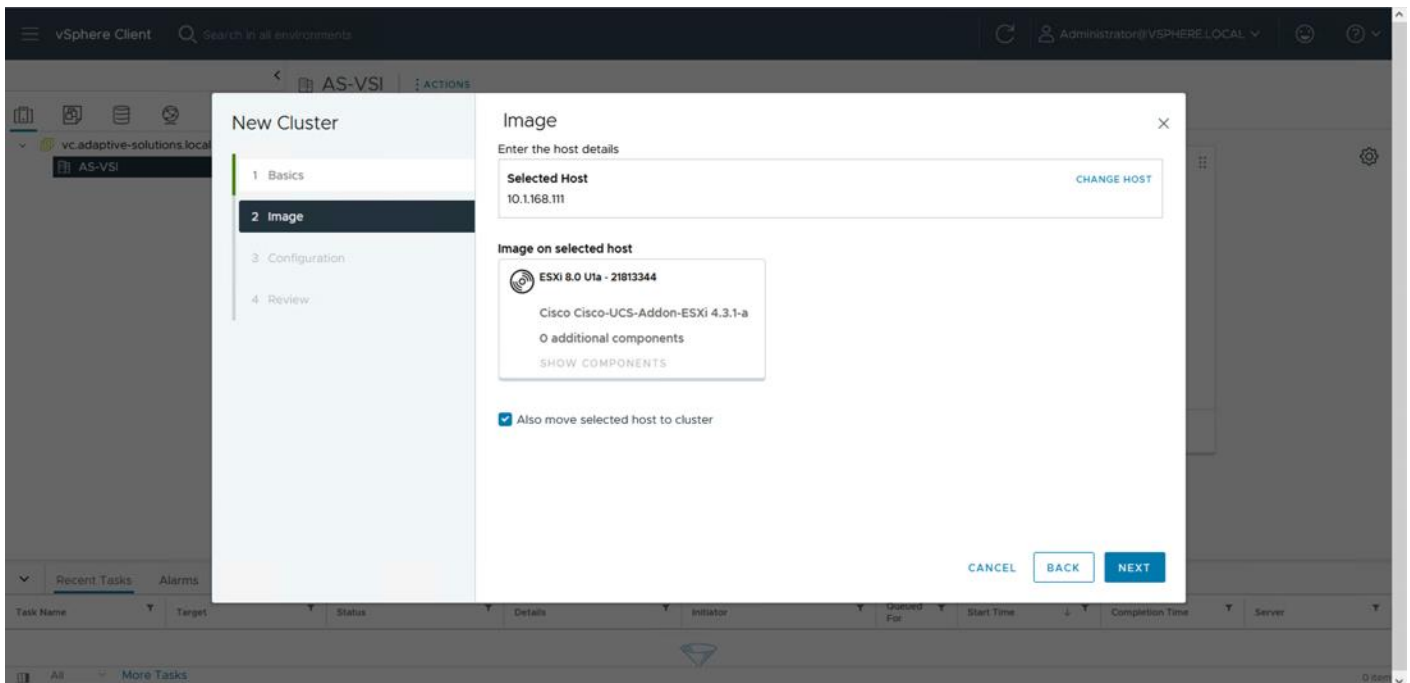 vSphere Client
Search in all environments
Administrator@VSPHERE.LOCAL
AS-VSI
ACTIONS
vc.adaptive-solutions.local
AS-VSI
New Cluster
1 Basics
2 Image
3 Configuration
4 Review
Image
Enter the host details
Selected Host
CHANGE HOST
10.1.168.111
Image on selected host
ESXi 8.0 U1a - 21813344
Cisco Cisco-UCS-Addon-ESXi 4.3.1-a
0 additional components
SHOW COMPONENTS
Also move selected host to cluster
CANCEL
BACK
NEXT
Recent Tasks
Alarms
Task Name
Target
Status
Details
Initiator
Queued For
Start Time
Completion Time
Server
All
More Tasks
0 item